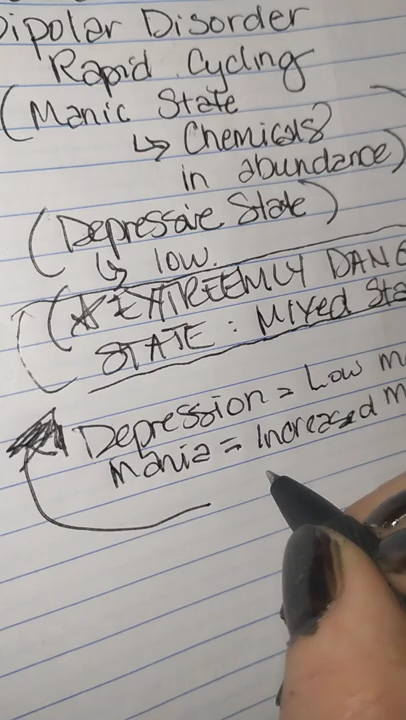 Bipolar Disorder
Rapid Cycling
(Manic State
↳ Chemicals?
in abundance)
(Depressive State)
↳ low.
(☆EXTREEMLY DANG
STATE: Mixed Sta
Depression = Low m
Mania = Increased m